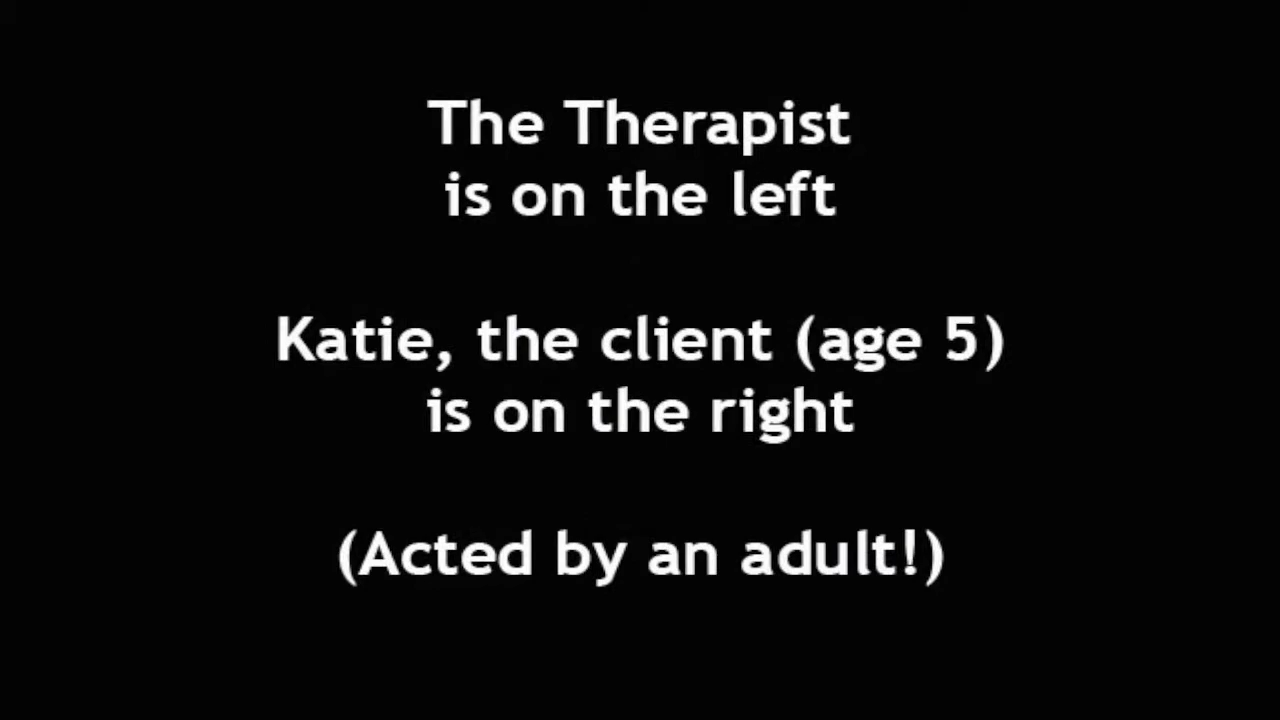 The Therapist
is on the left
Katie, the client (age 5)
is on the right
(Acted by an adult!)